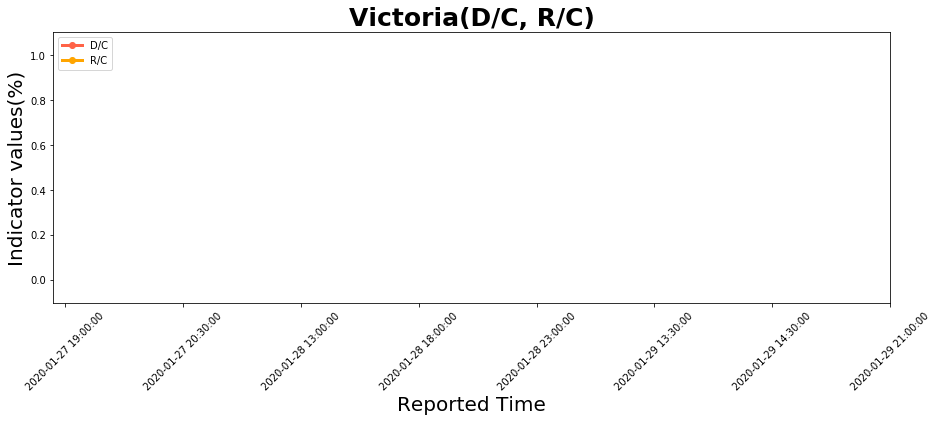 Victoria(D/C, R/C)
D/C
R/C
Indicator values(%)
1.0
0.8
0.6
0.4
0.2
0.0
2020-01-27 19:00:00
2020-01-27 20:30:00
2020-01-28 13:00:00
2020-01-28 18:00:00
2020-01-28 23:00:00
2020-01-29 13:30:00
2020-01-29 14:30:00
2020-01-29 21:00:00
Reported Time